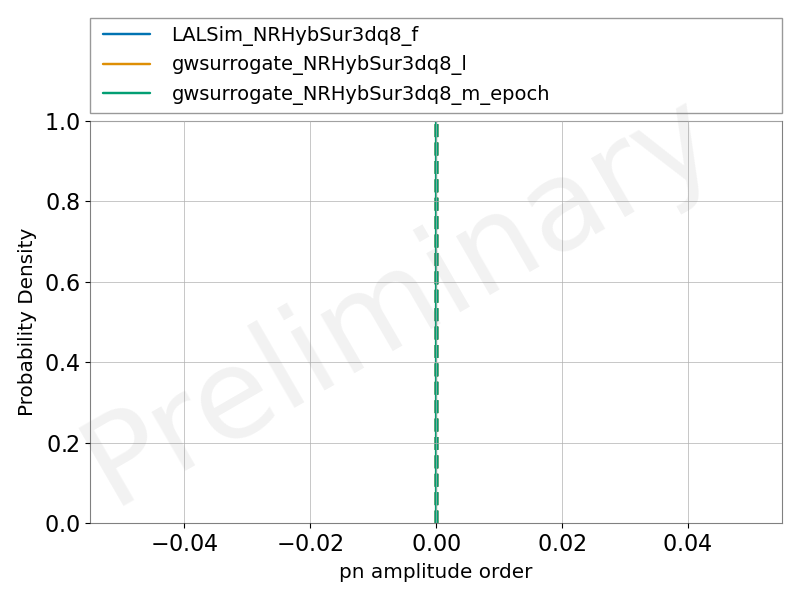 LALSim_NRHybSur3dq8_f
gwsurrogate_NRHybSur3dq8_l
gwsurrogate_NRHybSur3dq8_m_epoch
1.0
0.8
0.6
0.4
0.2
0.0
Probability Density
Preliminary
−0.04 −0.02 0.00 0.02 0.04
pn amplitude order